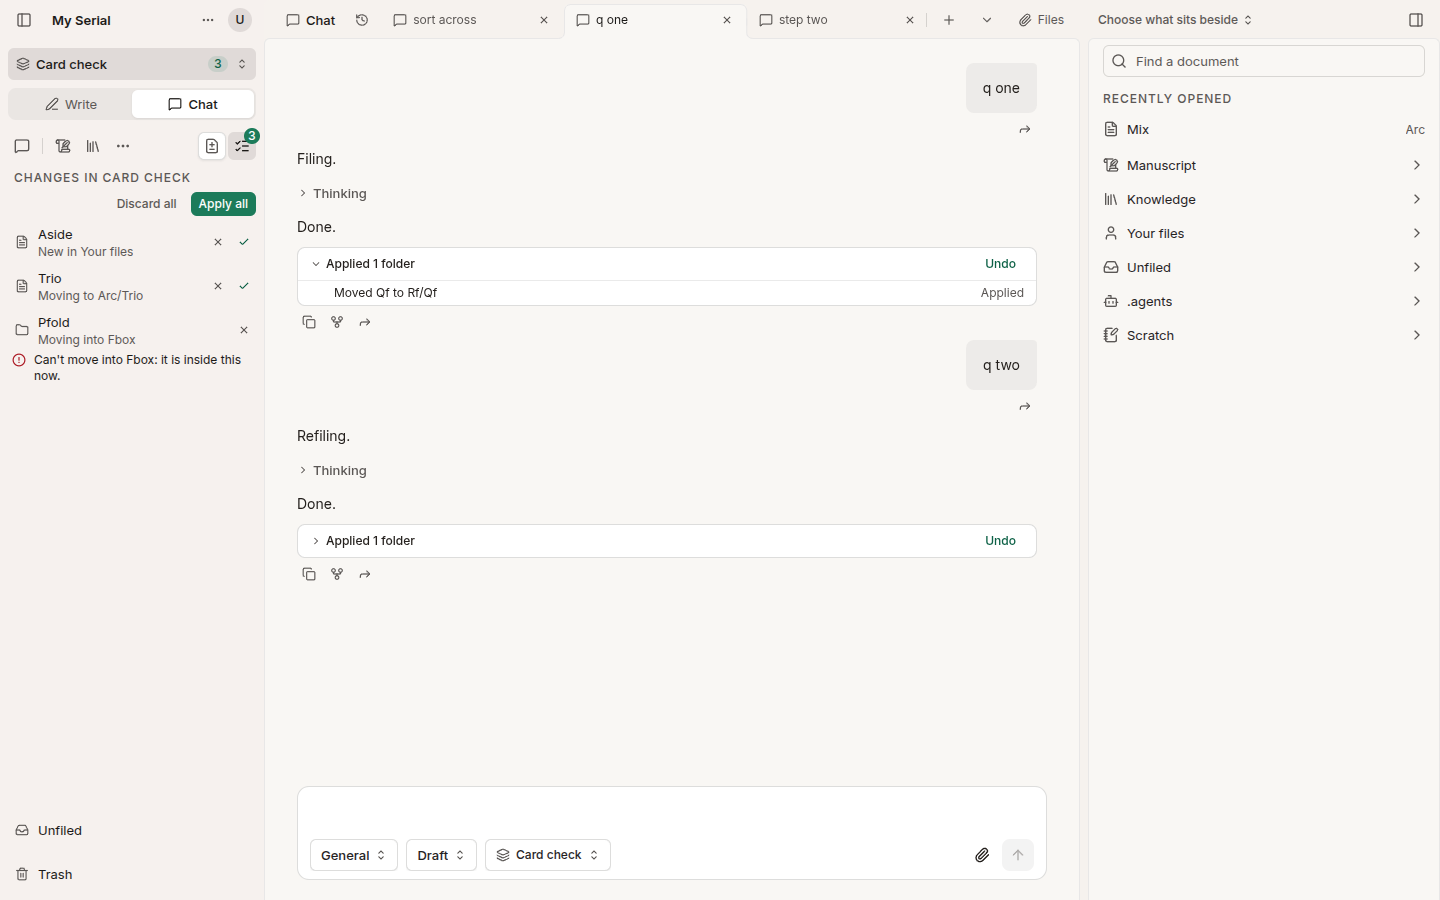 My Serial
U
Card check
3
Write
Chat
3
CHANGES IN CARD CHECK
Discard all
Apply all
Aside
New in Your files
Trio
Moving to Arc/Trio
Pfold
Moving into Fbox
Can't move into Fbox: it is inside this
now.
Unfiled
Trash
Chat
sort across
q one
step two
Files
q one
Filing.
Thinking
Done.
Applied 1 folder
Undo
Moved Qf to Rf/Qf
Applied
q two
Refiling.
Thinking
Done.
Applied 1 folder
Undo
General
Draft
Card check
Choose what sits beside
Find a document
RECENTLY OPENED
Mix
Arc
Manuscript
Knowledge
Your files
Unfiled
.agents
Scratch